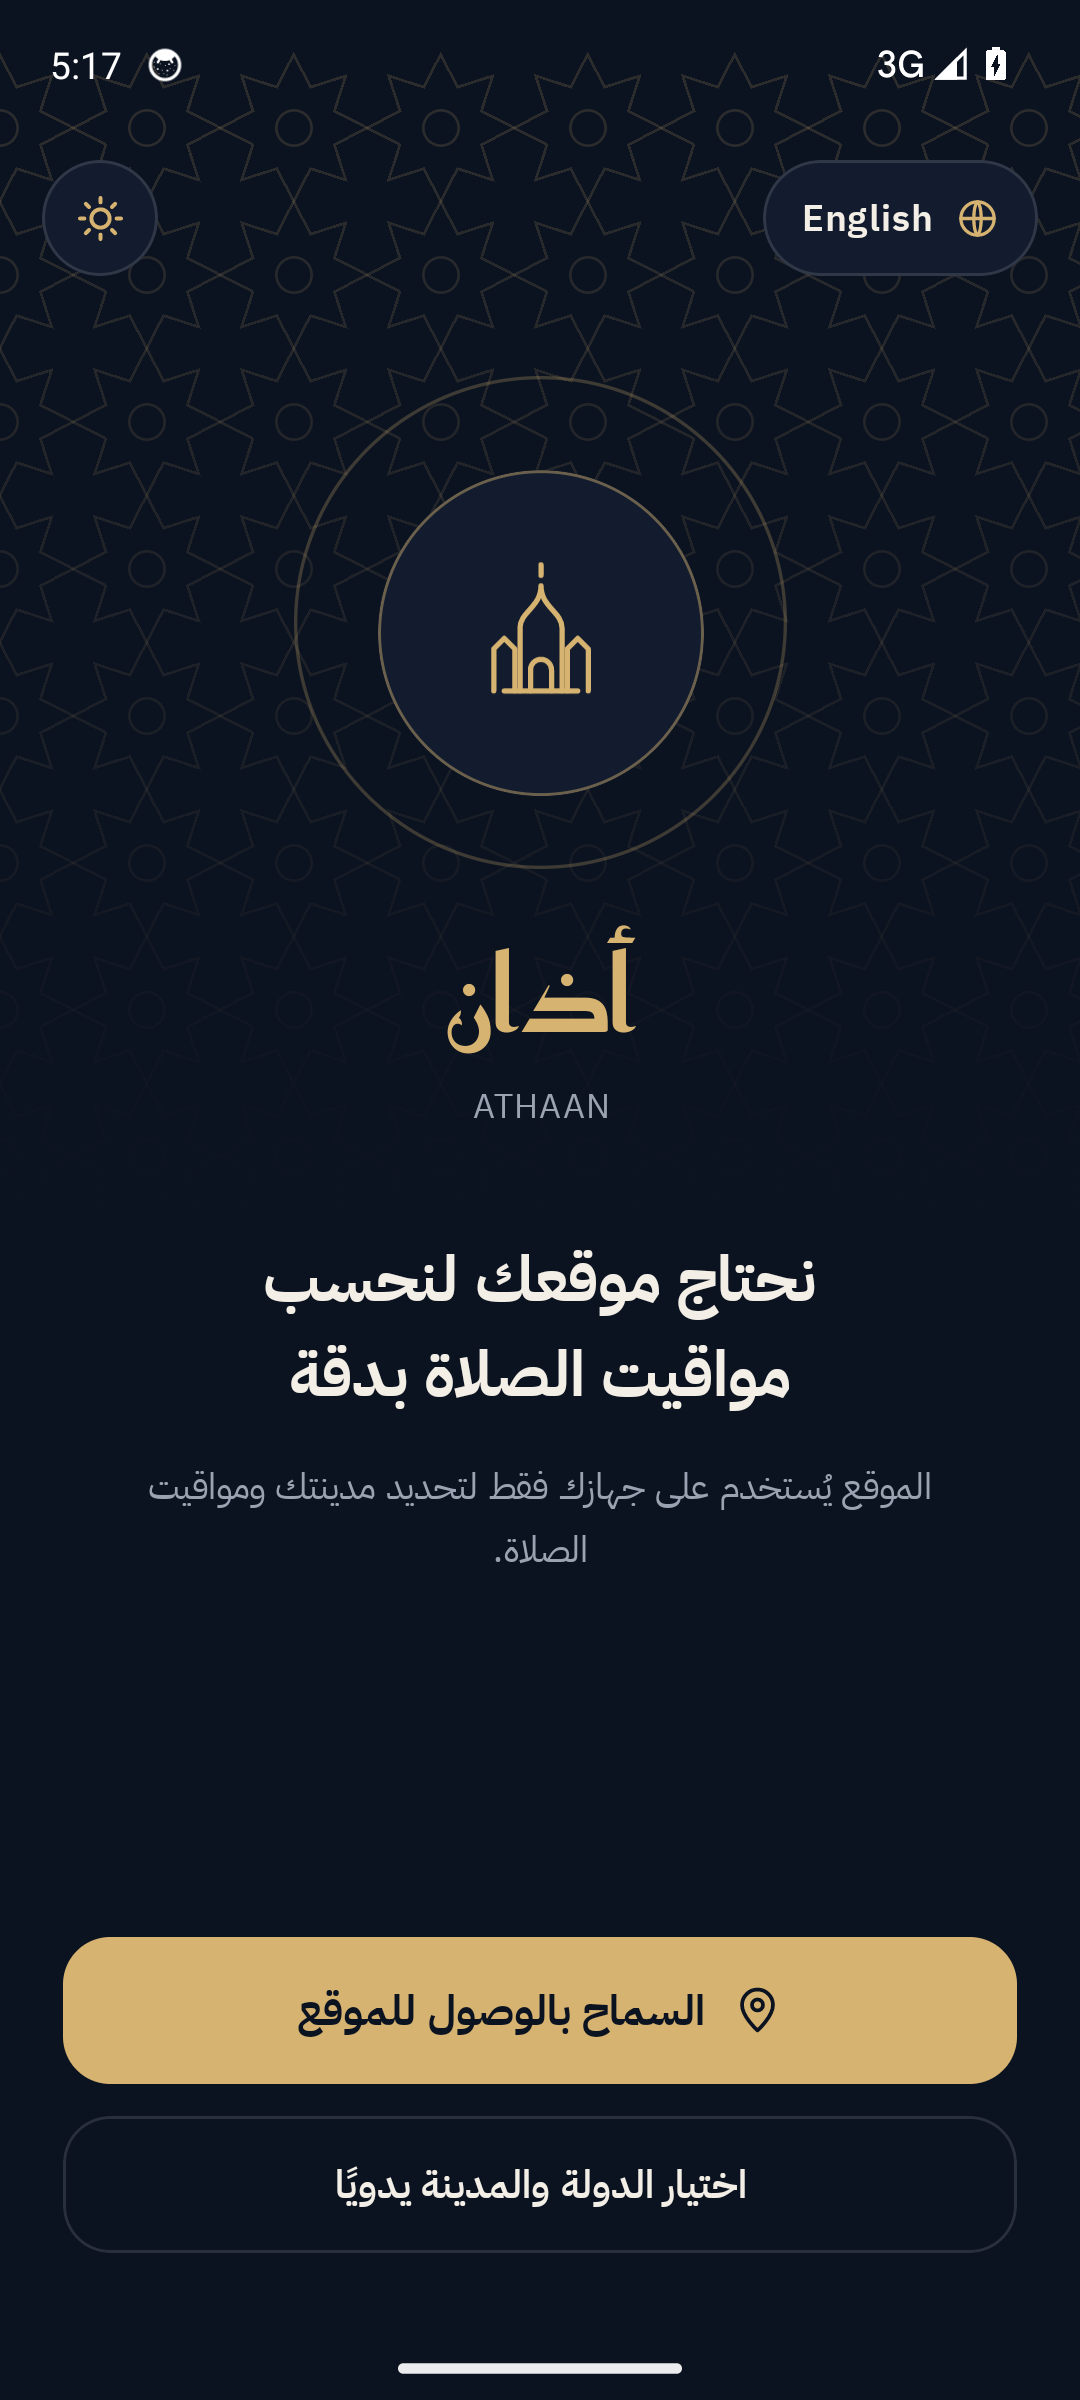 5:17
3G
English
أذان
ATHAAN
نحتاج موقعك لنحسب
مواقيت الصلاة بدقة
الموقع يُستخدم على جهازك فقط لتحديد مدينتك ومواقيت
الصلاة.
السماح بالوصول للموقع
اختيار الدولة والمدينة يدويًا